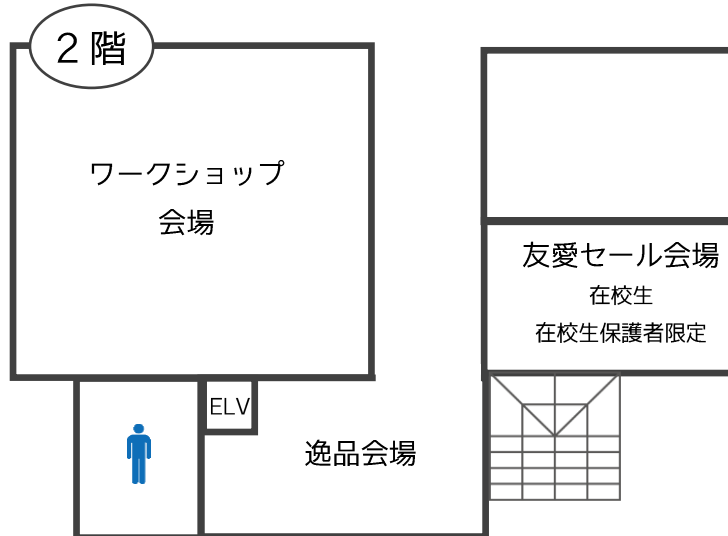 ２階
ワークショップ
会場
友愛セール会場
在校生
在校生保護者限定
ELV
逸品会場